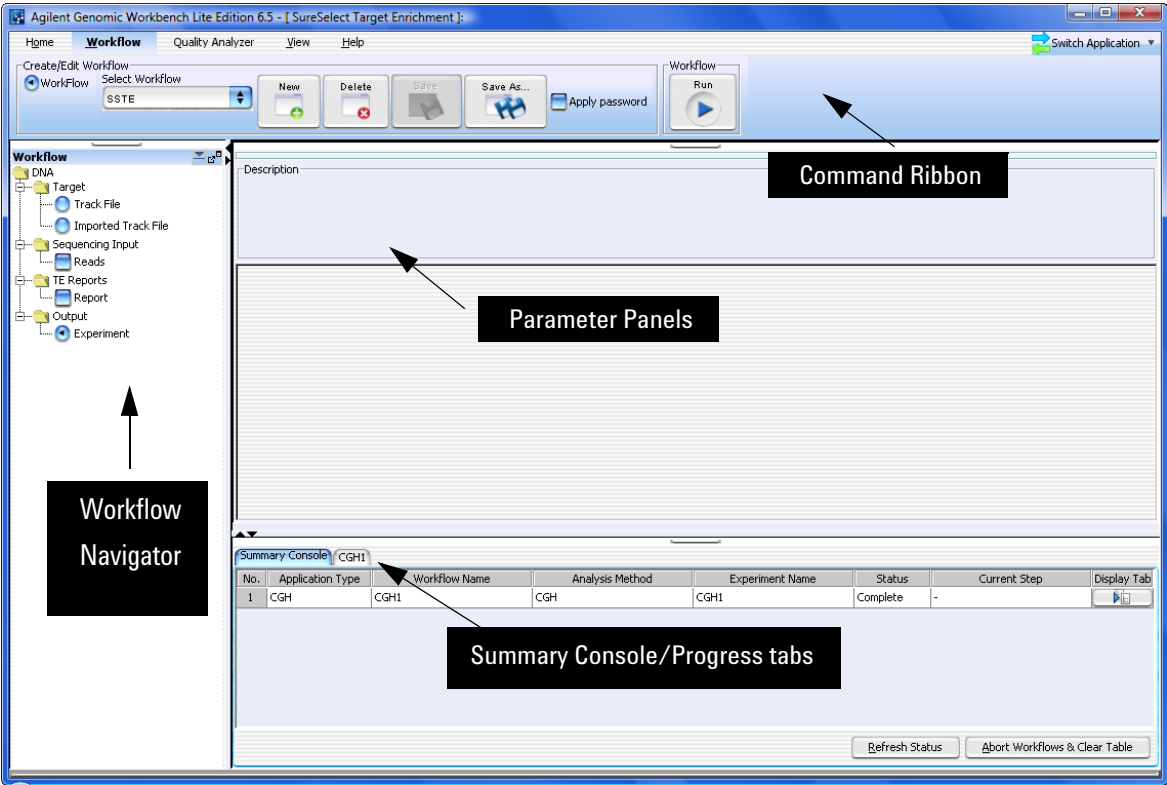 Agilent Genomic Workbench Lite Edition 6.5 - [ SureSelect Target Enrichment ]:
Home Workflow Quality Analyzer View Help Switch Application
Create/Edit Workflow
WorkFlow
Select Workflow
SSTE
New
Delete
Save
Save As...
Apply password
Workflow
Run
Command Ribbon
Workflow
DNA
Target
Track File
Imported Track File
Sequencing Input
Reads
TE Reports
Report
Output
Experiment
Workflow
Navigator
Description
Parameter Panels
Summary Console CGH1
No. Application Type Workflow Name Analysis Method Experiment Name Status Current Step Display Tab
1 CGH CGH1 CGH CGH1 Complete -
Summary Console/Progress tabs
Refresh Status Abort Workflows & Clear Table